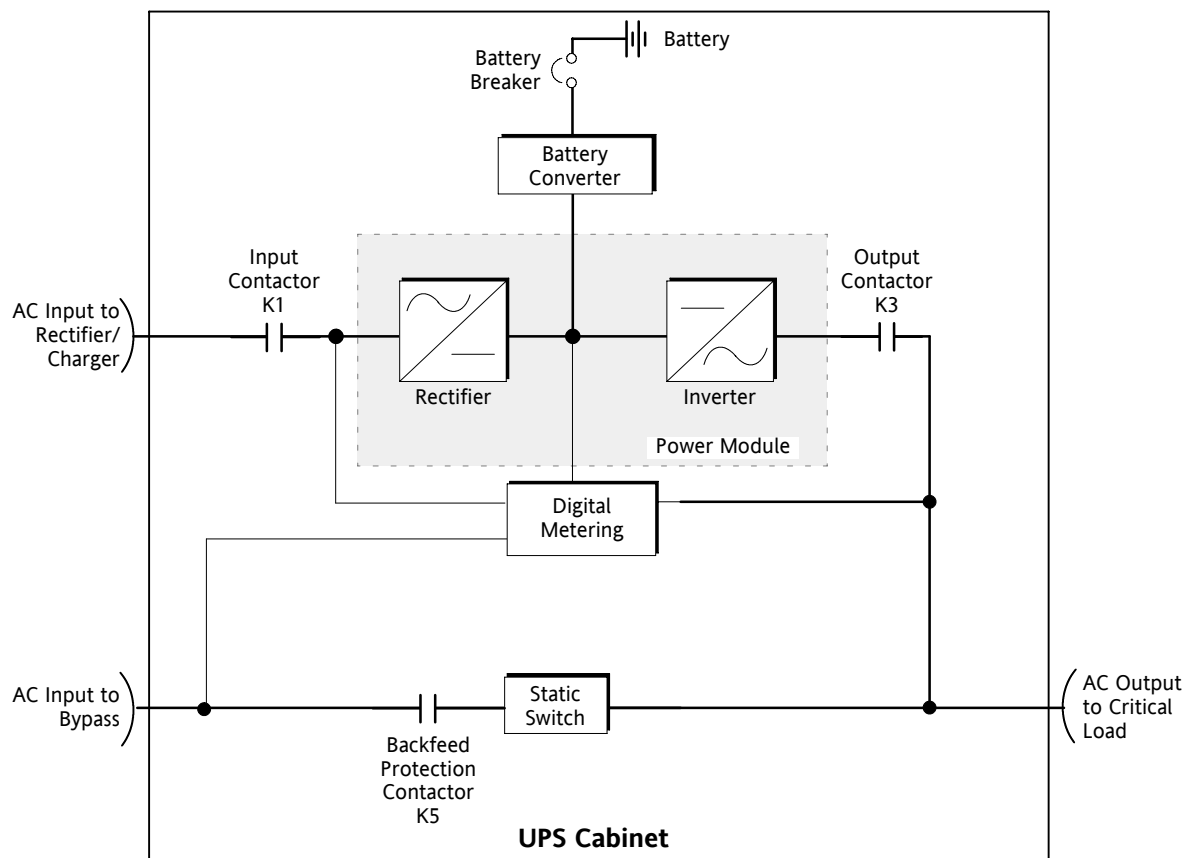 Battery
Battery
Breaker
Battery
Converter
Input
Contactor
K1
Output
Contactor
K3
AC Input to
Rectifier/
Charger
Rectifier
Inverter
Power Module
Digital
Metering
AC Input to
Bypass
Static
Switch
AC Output
to Critical
Load
Backfeed
Protection
Contactor
K5
UPS Cabinet